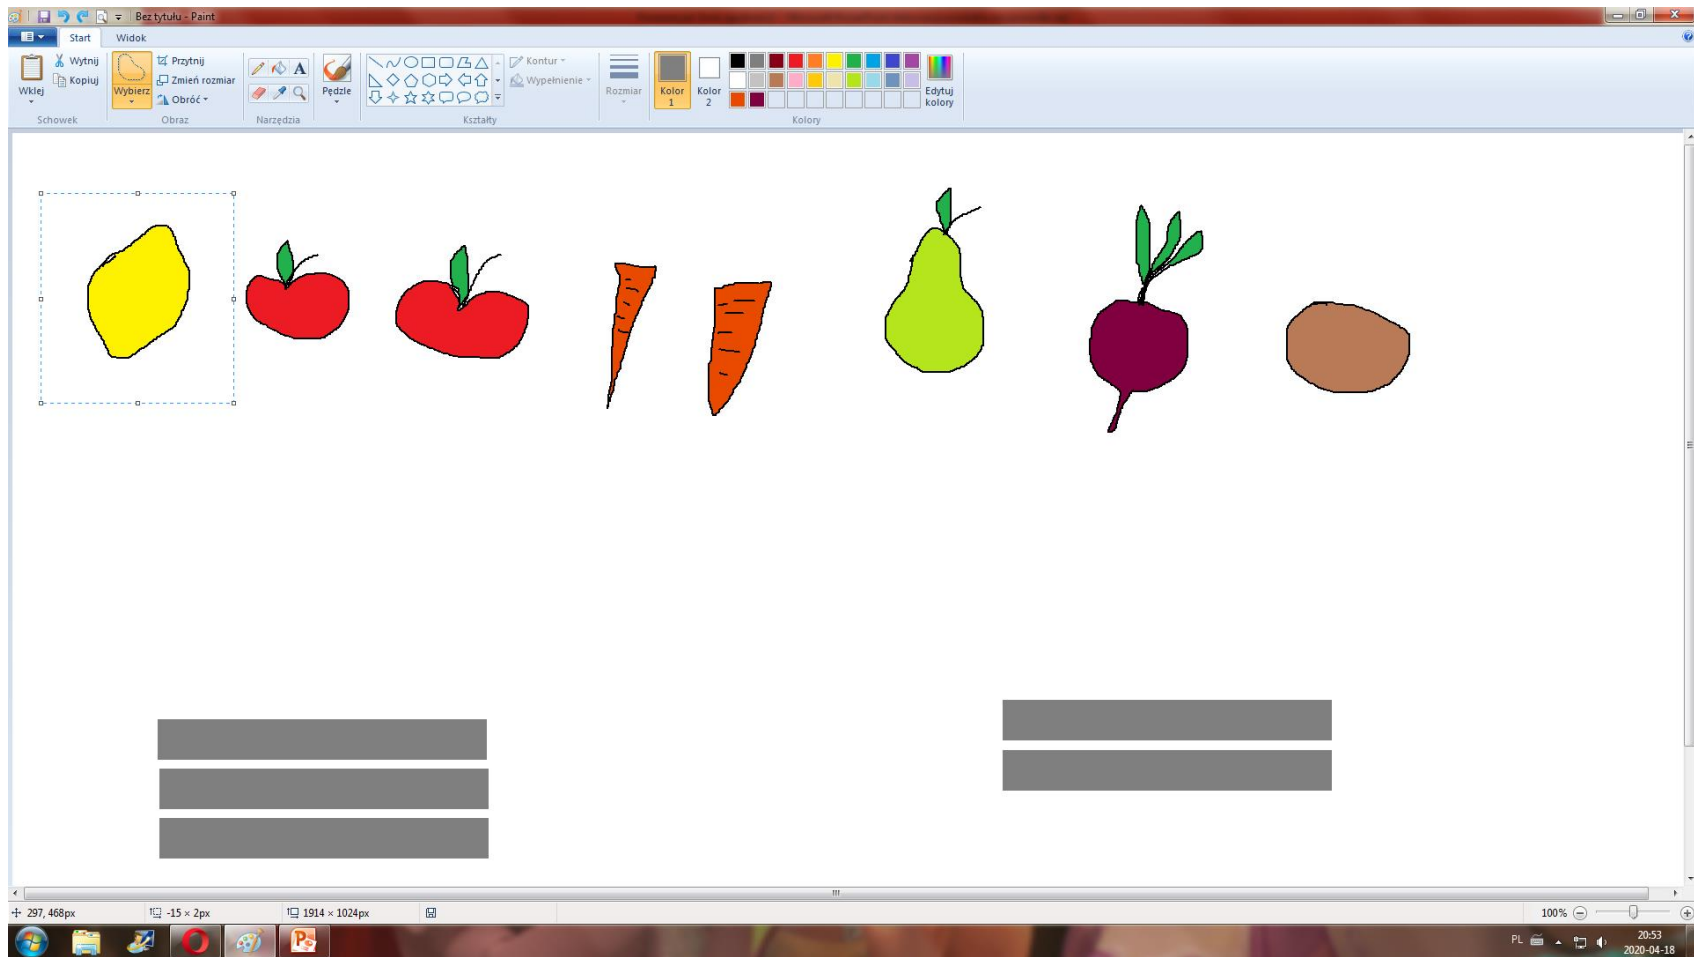 Bez tytułu - Paint
Start Widok
Wklej
Wytnij
Kopiuj
Schowek
Wybierz
Przytnij
Zmień rozmiar
Obróć
Obraz
A
Narzędzia
Pędzle
Kontur
Wypełnienie
Kształty
Rozmiar
Kolor
1
Kolor
2
Edytuj
kolory
Kolory
297, 468px
-15 × 2px
1914 × 1024px
100%
PL
20:53
2020-04-18